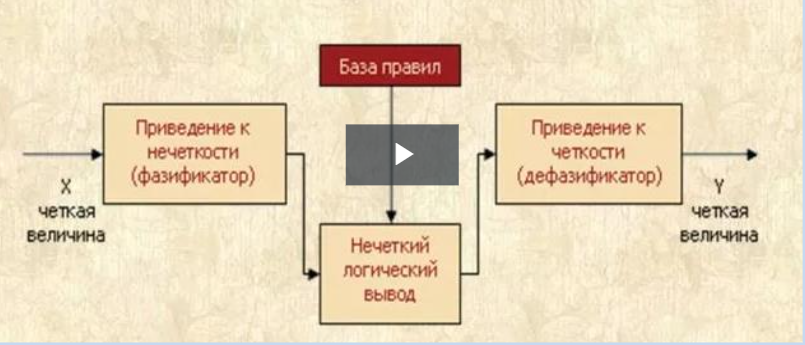 База правил
Приведение к
нечеткости
(фазификатор)
Приведение к
четкости
(дефазификатор)
X
четкая
величина
Y
четкая
величина
Нечеткий
логический
вывод